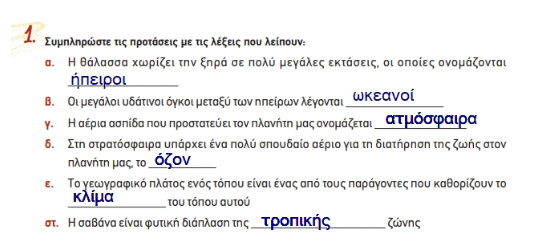 1. Συμπληρώστε τις προτάσεις με τις λέξεις που λείπουν:
α. Η θάλασσα χωρίζει την ξηρά σε πολύ μεγάλες εκτάσεις, οι οποίες ονομάζονται
ήπειροι
β. Οι μεγάλοι υδάτινοι όγκοι μεταξύ των ηπείρων λέγονται ωκεανοί
γ. Η αέρια ασπίδα που προστατεύει τον πλανήτη μας ονομάζεται ατμόσφαιρα
δ. Στη στρατόσφαιρα υπάρχει ένα πολύ σπουδαίο αέριο για τη διατήρηση της ζωής στον
πλανήτη μας, το όζον
ε. Το γεωγραφικό πλάτος ενός τόπου είναι ένας από τους παράγοντες που καθορίζουν το
κλίμα του τόπου αυτού
στ. Η σαβάνα είναι φυτική διάπλαση της τροπικής ζώνης